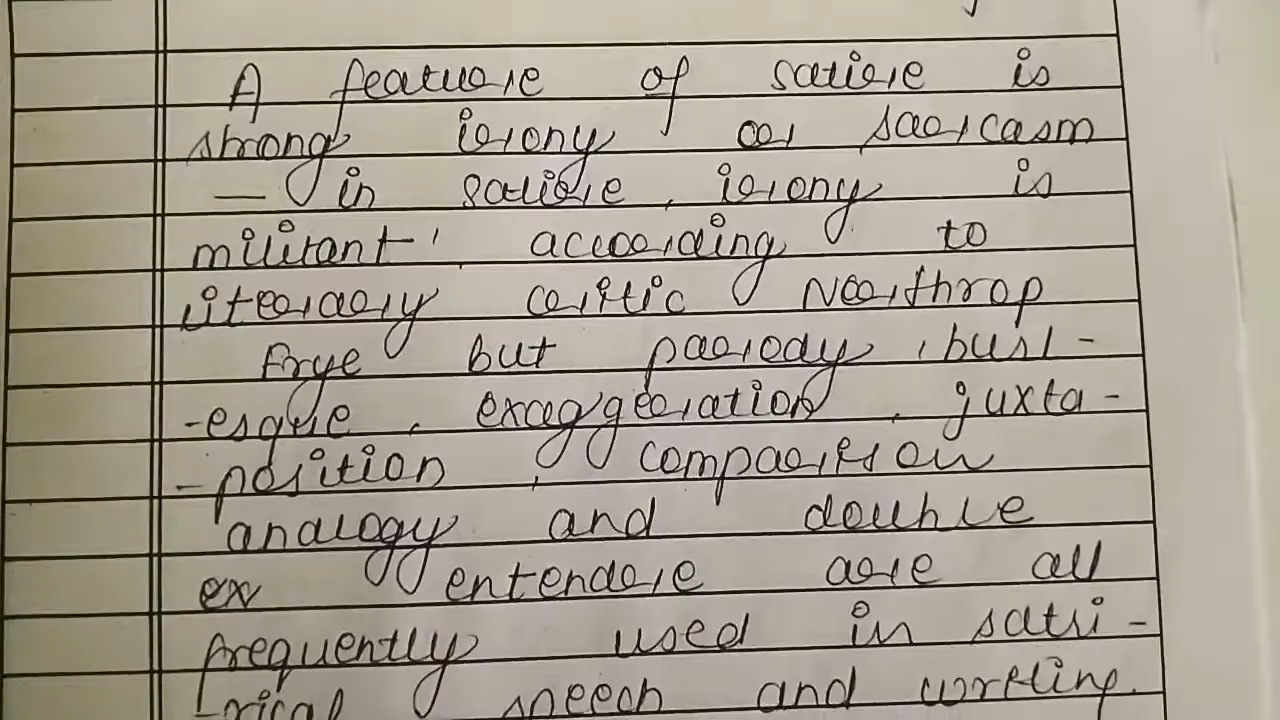 A feature of satire is
strong irony or sarcasm
— in satire, irony is
militant', according to
literary critic Northrop
Frye but parody, burl-
-esque, exaggeration, juxta-
-position, comparison
analogy and double
ex entendre are all
frequently used in satri-
-rical speech and writing.